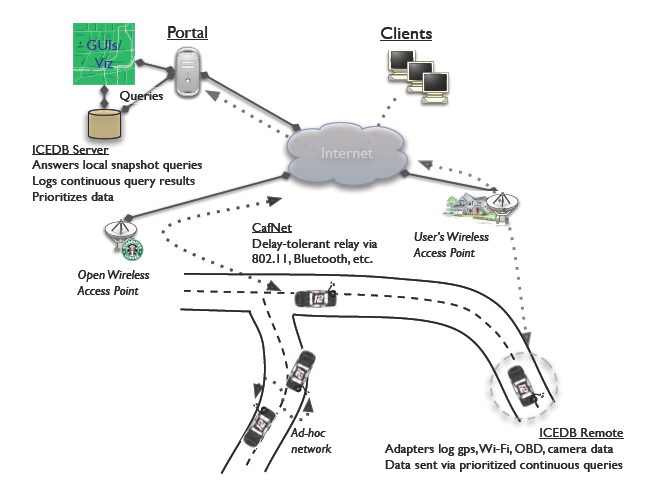 Portal
Clients
GUIs/
Viz
Queries
Internet
ICEDB Server
Answers local snapshot queries
Logs continuous query results
Prioritizes data
CafNet
Delay-tolerant relay via
802.11, Bluetooth, etc.
User's Wireless
Access Point
Open Wireless
Access Point
Ad-hoc
network
ICEDB Remote
Adapters log gps, Wi-Fi, OBD, camera data
Data sent via prioritized continuous queries